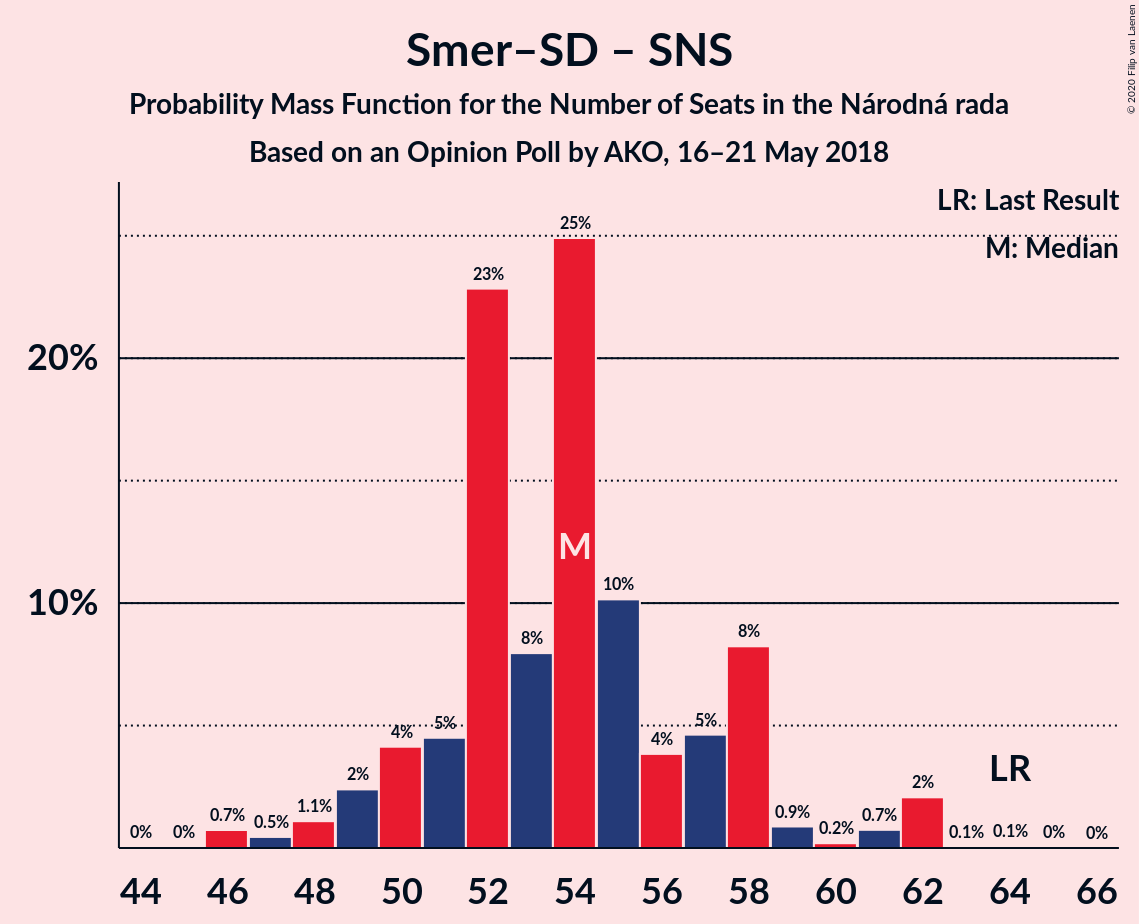 Smer–SD – SNS
Probability Mass Function for the Number of Seats in the Národná rada
Based on an Opinion Poll by AKO, 16–21 May 2018
© 2020 Filip van Laenen
LR: Last Result
M: Median
20%
10%
0%
0%
0.7%
0.5%
1.1%
2%
4%
5%
23%
8%
25%
10%
4%
5%
8%
0.9%
0.2%
0.7%
2%
0.1%
0.1%
0%
0%
M
LR
44 46 48 50 52 54 56 58 60 62 64 66